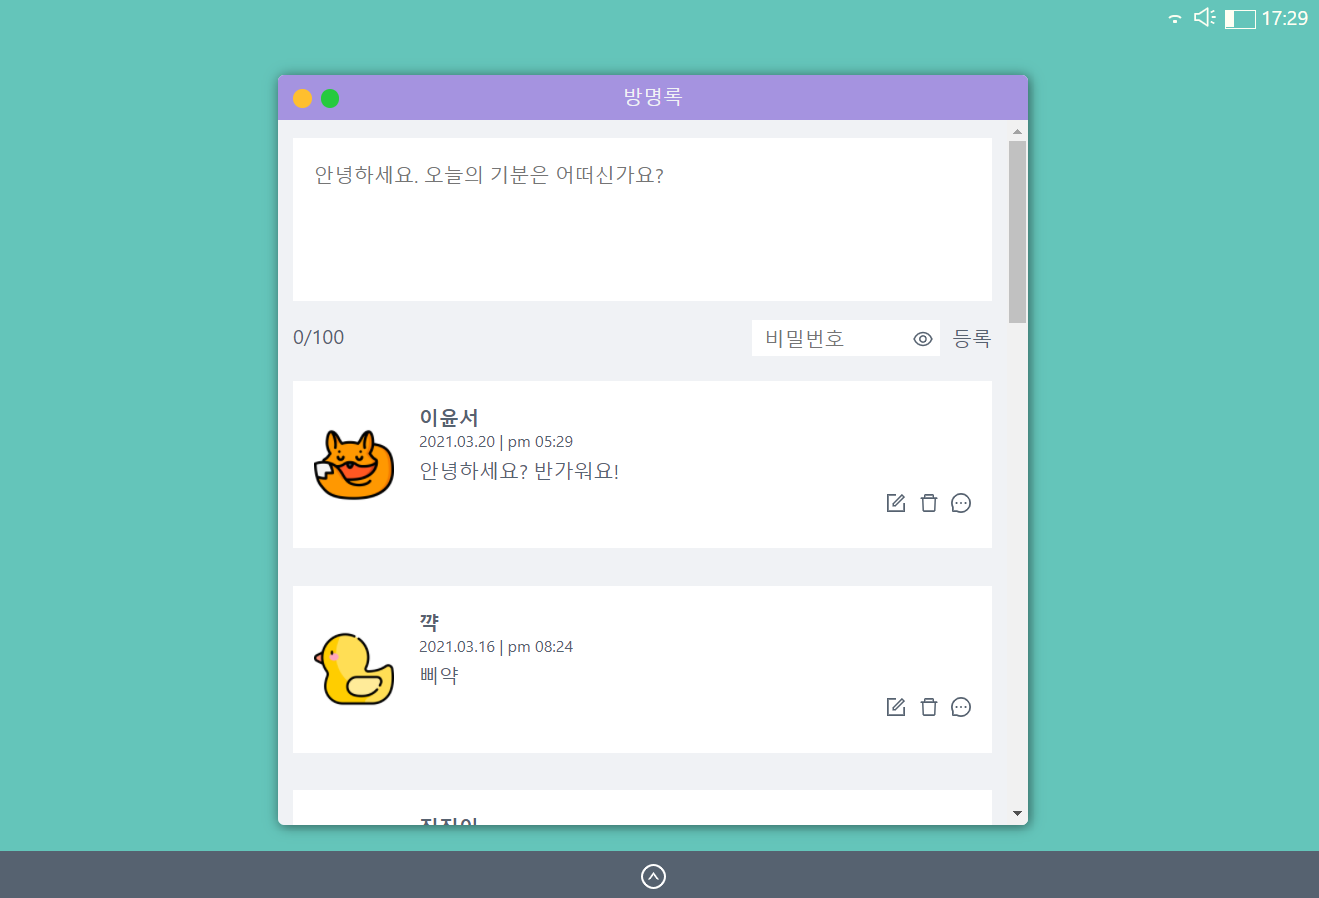 17:29
방명록
안녕하세요. 오늘의 기분은 어떠신가요?
0/100
비밀번호
등록
이윤서
2021.03.20 | pm 05:29
안녕하세요? 반가워요!
꺅
2021.03.16 | pm 08:24
삐약